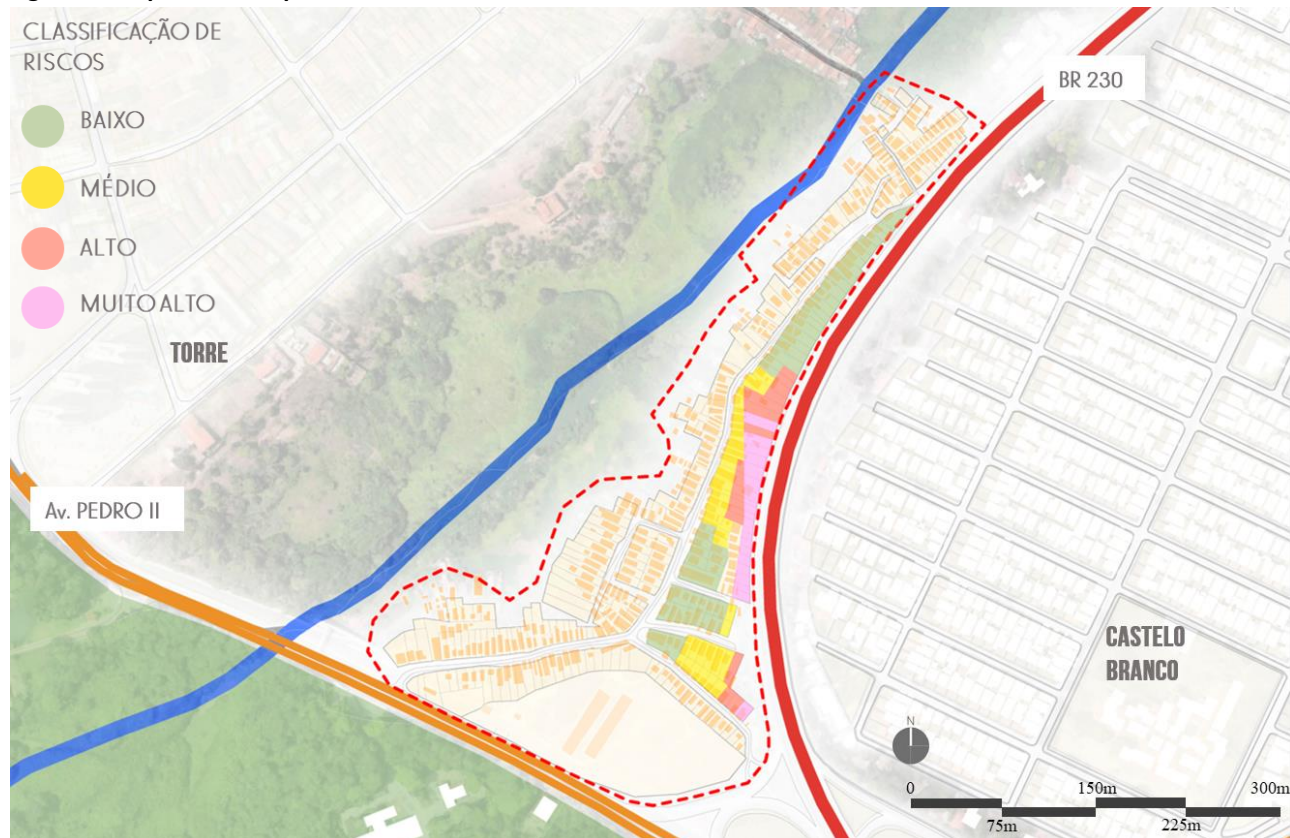 CLASSIFICAÇÃO DE
RISCOS
BAIXO
MÉDIO
ALTO
MUITO ALTO
TORRE
BR 230
Av. PEDRO II
CASTELO
BRANCO
N
0 150m 300m
75m 225m